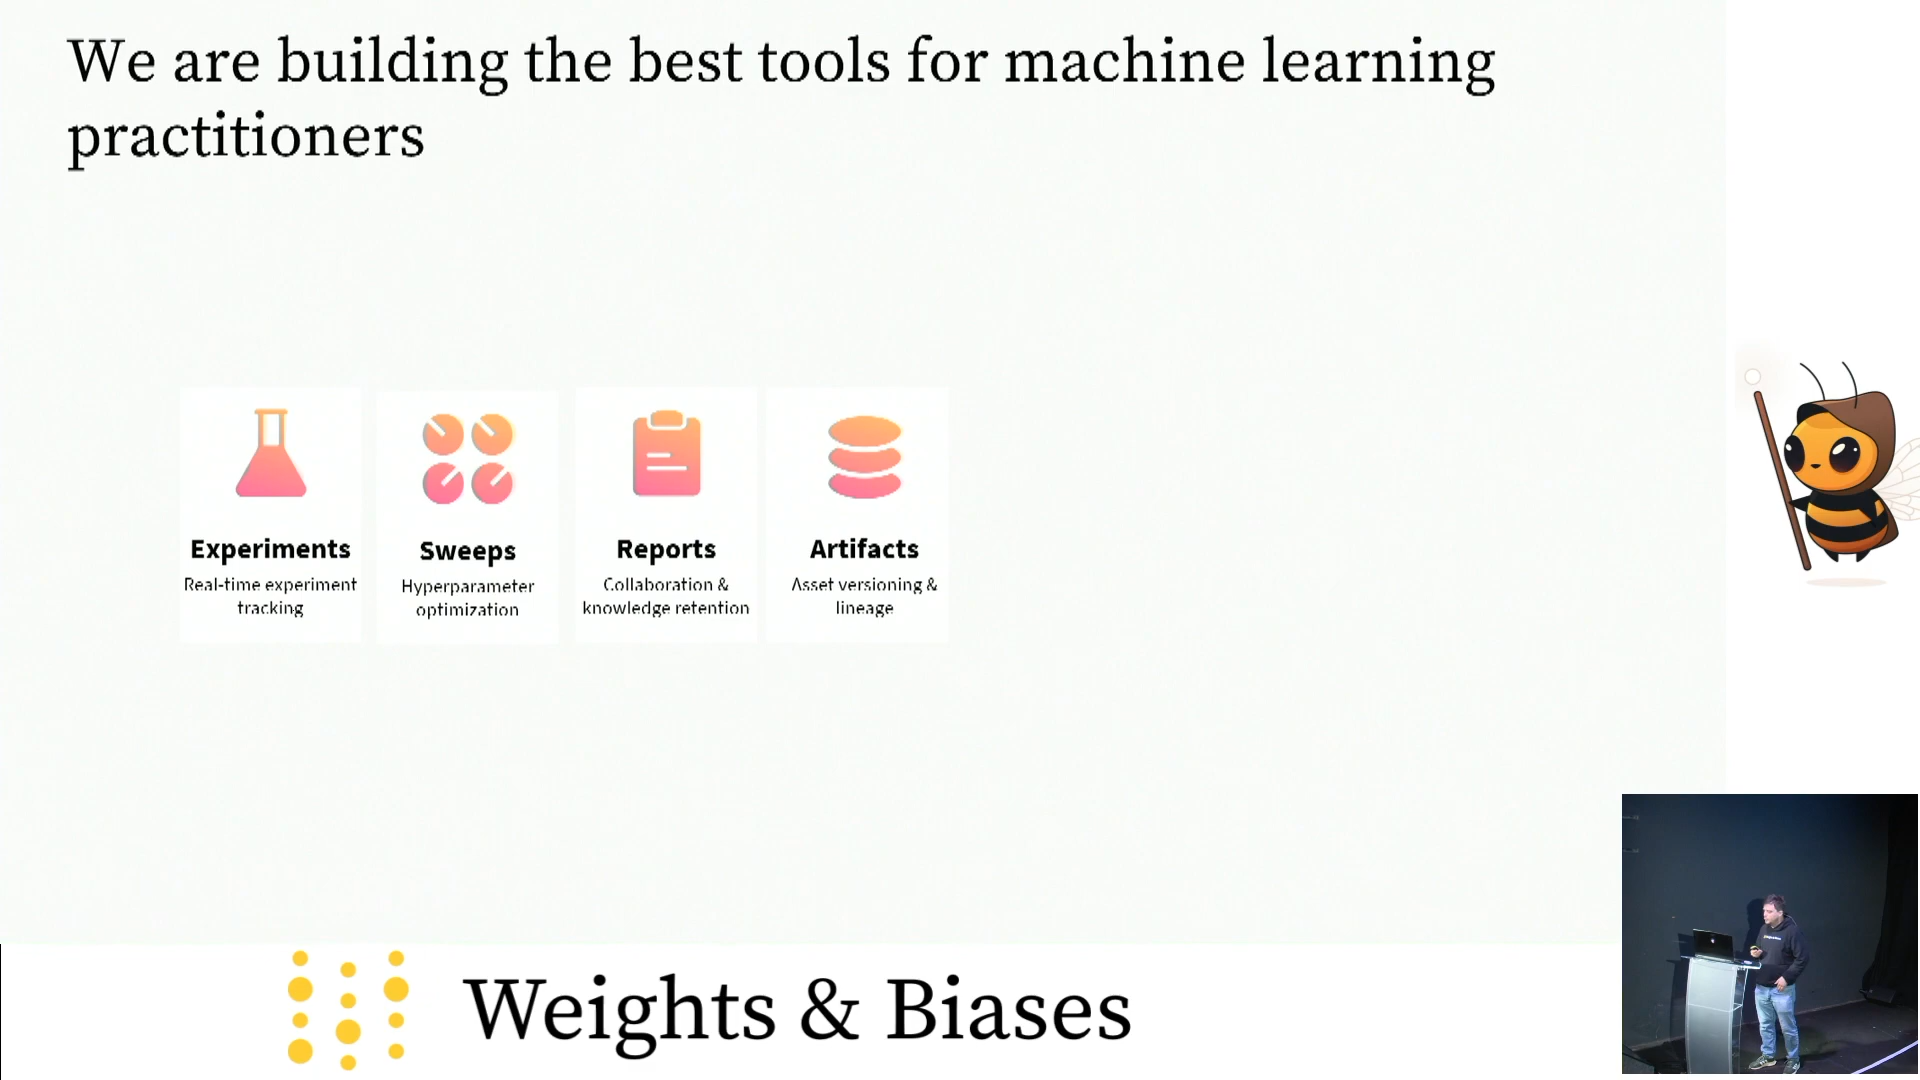 We are building the best tools for machine learning
practitioners
Experiments
Real-time experiment
tracking
Sweeps
Hyperparameter
optimization
Reports
Collaboration &
knowledge retention
Artifacts
Asset versioning &
lineage
Weights & Biases